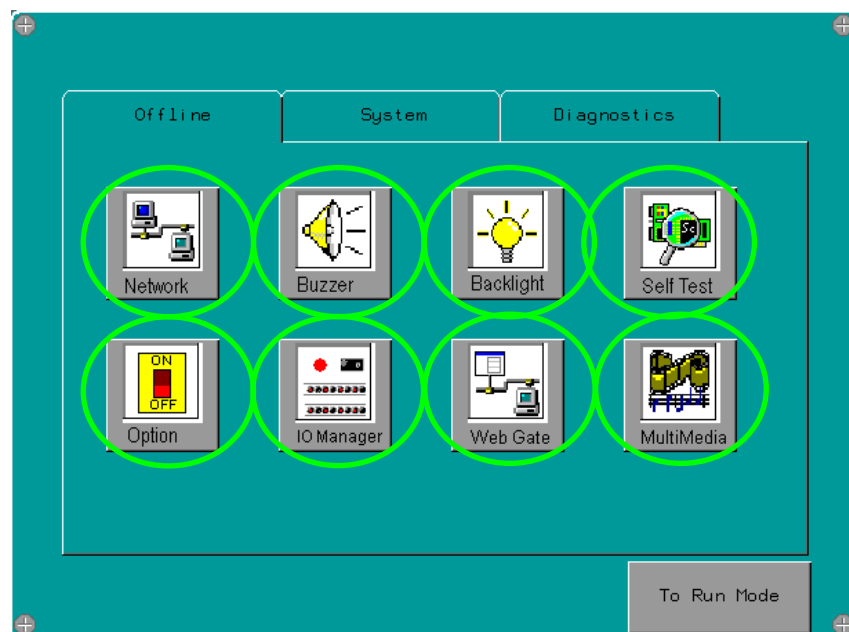 Offline System Diagnostics
Network Buzzer Backlight Self Test
ON
OFF
Option IO Manager Web Gate MultiMedia
To Run Mode